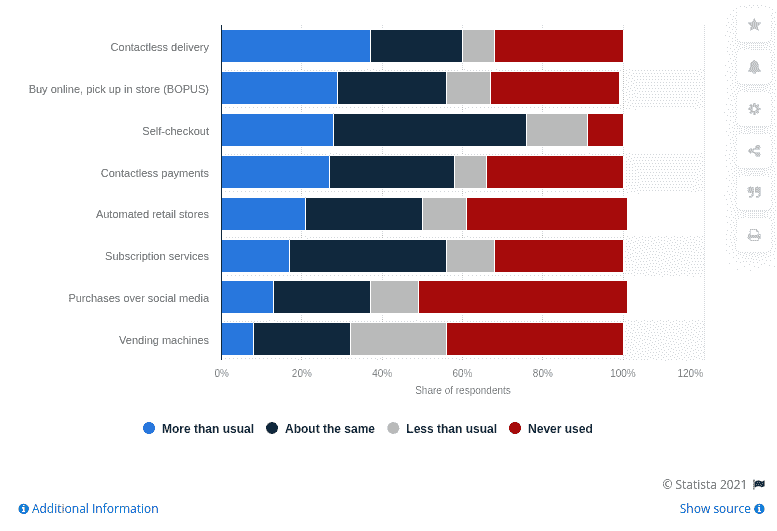 Contactless delivery
Buy online, pick up in store (BOPUS)
Self-checkout
Contactless payments
Automated retail stores
Subscription services
Purchases over social media
Vending machines
0% 20% 40% 60% 80% 100% 120%
Share of respondents
More than usual About the same Less than usual Never used
© Statista 2021
Additional Information Show source